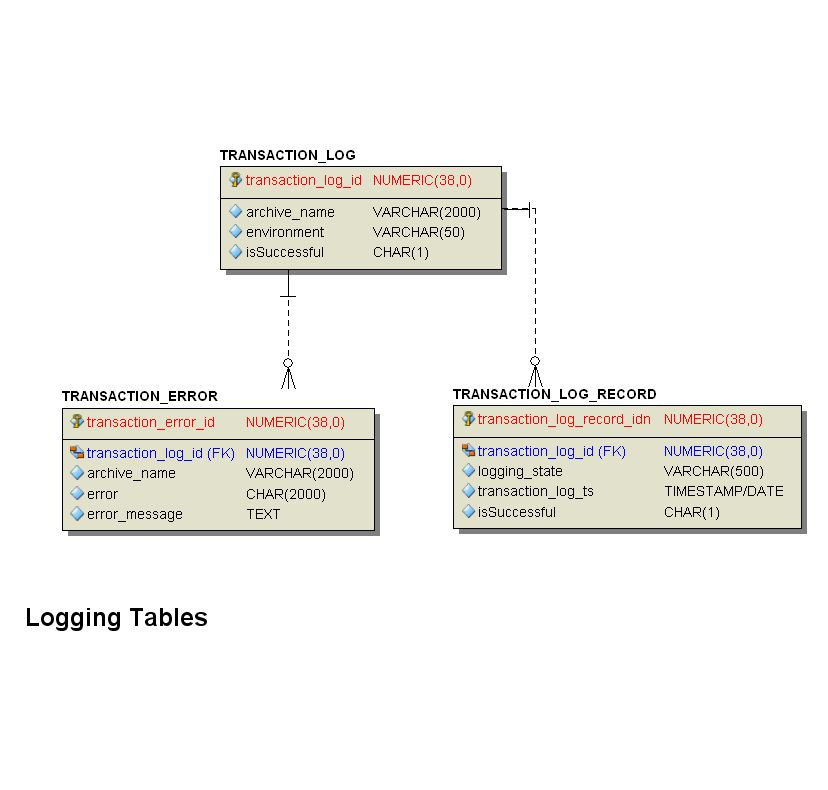 TRANSACTION_LOG
transaction_log_id NUMERIC(38,0)
archive_name VARCHAR(2000)
environment VARCHAR(50)
isSuccessful CHAR(1)
TRANSACTION_ERROR
transaction_error_id NUMERIC(38,0)
transaction_log_id (FK) NUMERIC(38,0)
archive_name VARCHAR(2000)
error CHAR(2000)
error_message TEXT
TRANSACTION_LOG_RECORD
transaction_log_record_idn NUMERIC(38,0)
transaction_log_id (FK) NUMERIC(38,0)
logging_state VARCHAR(500)
transaction_log_ts TIMESTAMP/DATE
isSuccessful CHAR(1)
Logging Tables